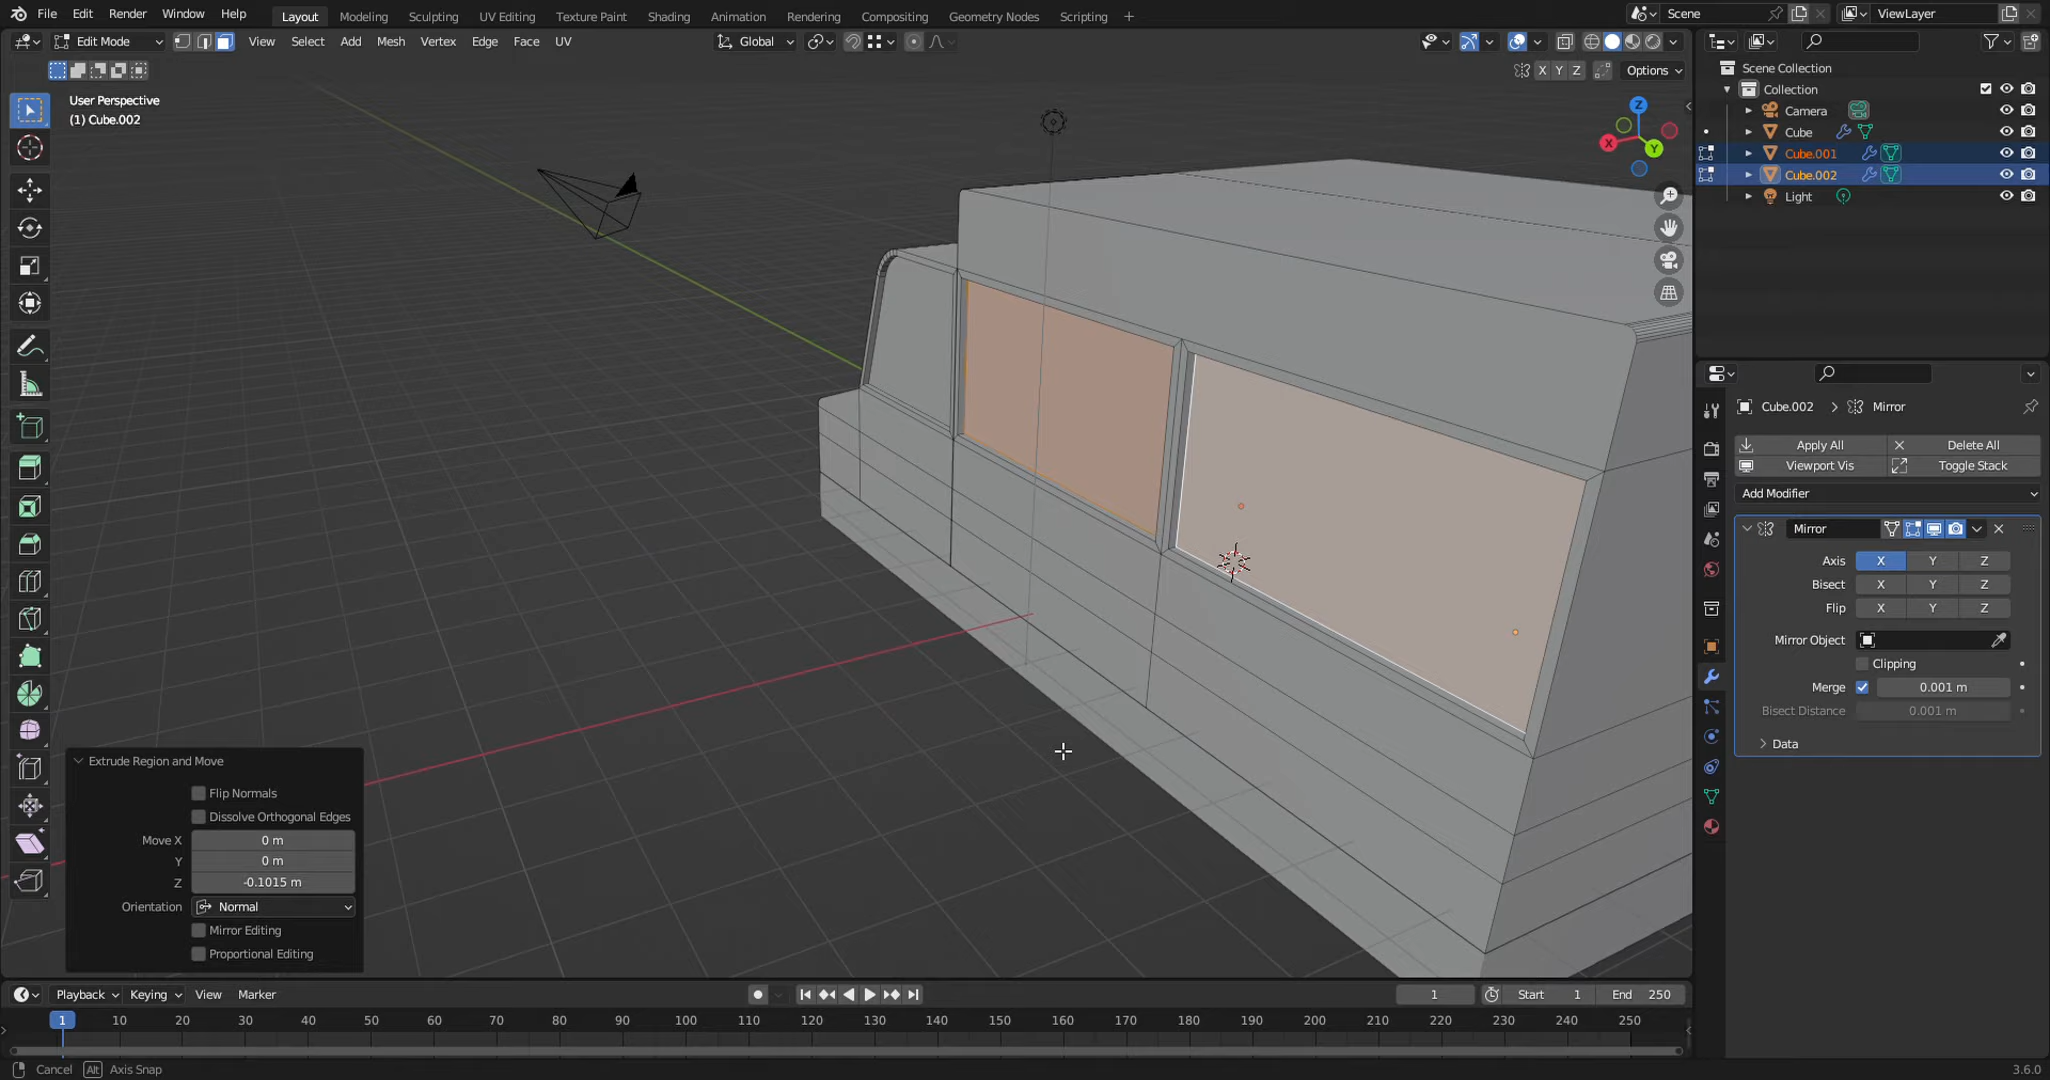 File Edit Render Window Help Layout Modeling Sculpting UV Editing Texture Paint Shading Animation Rendering Compositing Geometry Nodes Scripting + Scene ViewLayer
Edit Mode View Select Add Mesh Vertex Edge Face UV Global
X Y Z Options
User Perspective
(1) Cube.002
Z
X
Y
Scene Collection
Collection
Camera
Cube
Cube.001
Cube.002
Light
Cube.002 Mirror
Apply All Delete All
Viewport Vis Toggle Stack
Add Modifier
Mirror
Axis X Y Z
Bisect X Y Z
Flip X Y Z
Mirror Object
Clipping
Merge 0.001 m
Bisect Distance 0.001 m
Data
Extrude Region and Move
Flip Normals
Dissolve Orthogonal Edges
Move X 0 m
Y 0 m
Z -0.1015 m
Orientation Normal
Mirror Editing
Proportional Editing
Playback Keying View Marker 1 Start 1 End 250
1 10 20 30 40 50 60 70 80 90 100 110 120 130 140 150 160 170 180 190 200 210 220 230 240 250
Cancel Alt Axis Snap 3.6.0